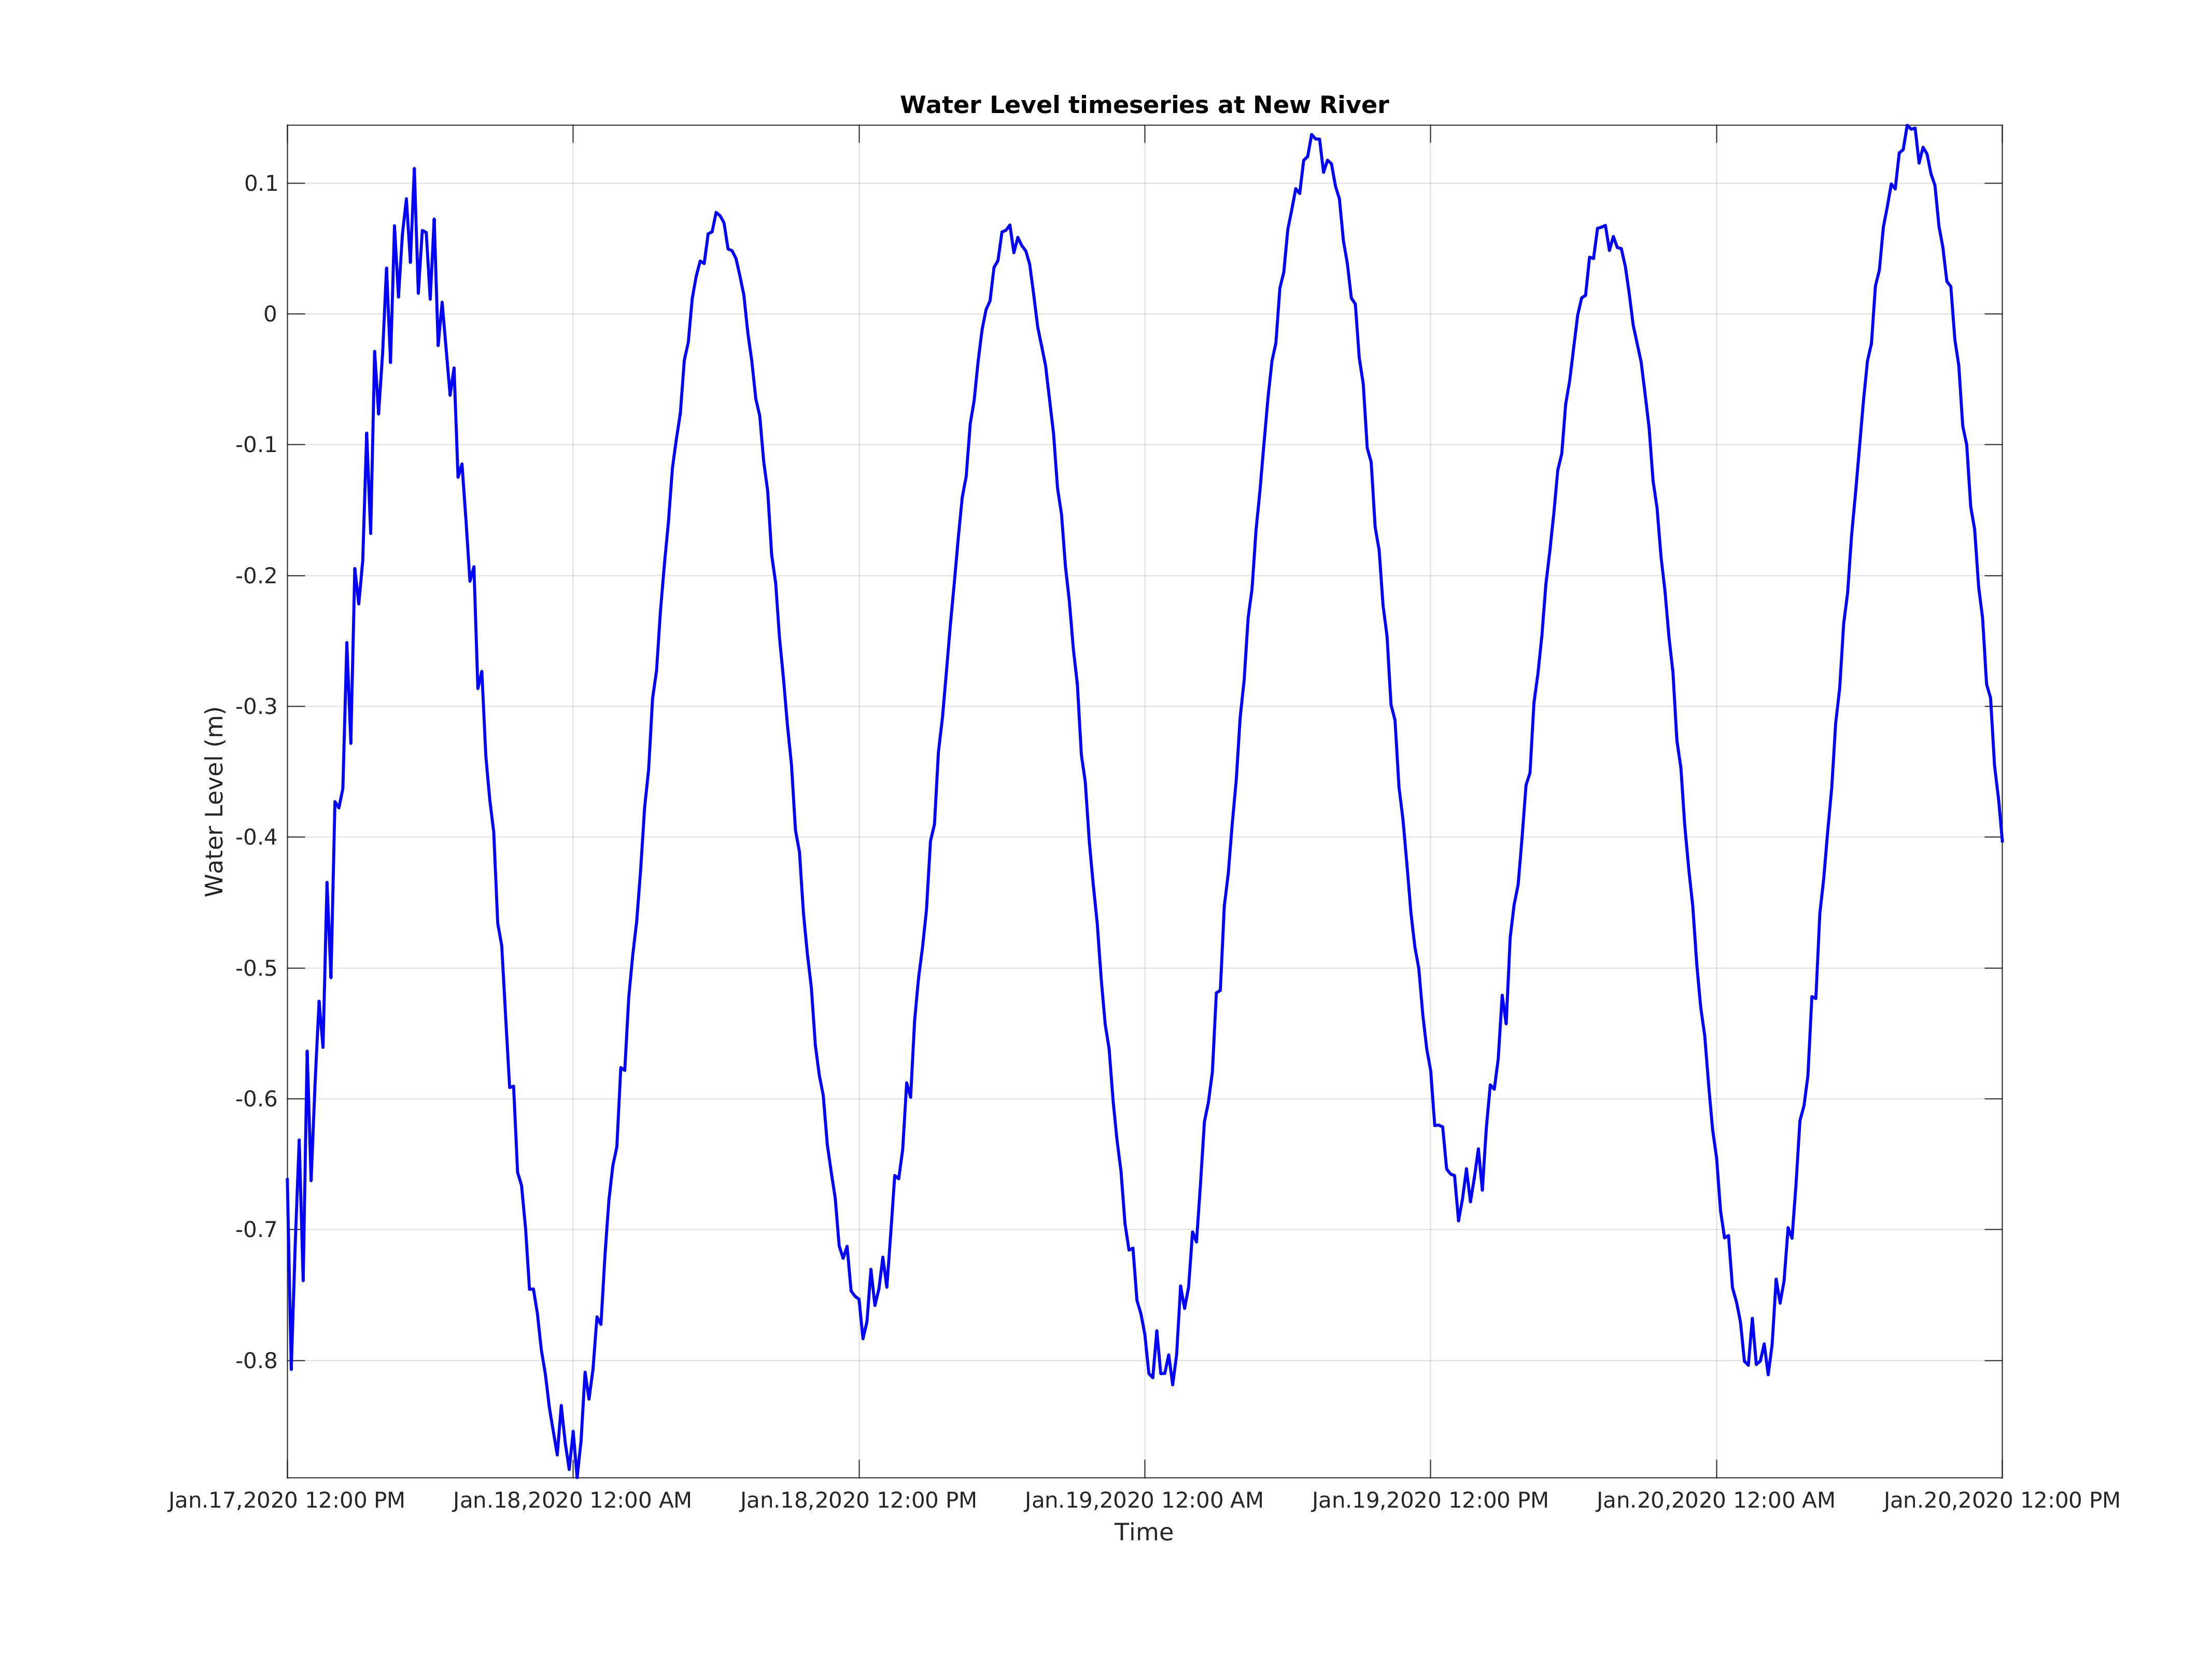 Water Level timeseries at New River
0.1
0
-0.1
-0.2
-0.3
-0.4
-0.5
-0.6
-0.7
-0.8
Water Level (m)
Jan.17,2020 12:00 PM
Jan.18,2020 12:00 AM
Jan.18,2020 12:00 PM
Jan.19,2020 12:00 AM
Jan.19,2020 12:00 PM
Jan.20,2020 12:00 AM
Jan.20,2020 12:00 PM
Time